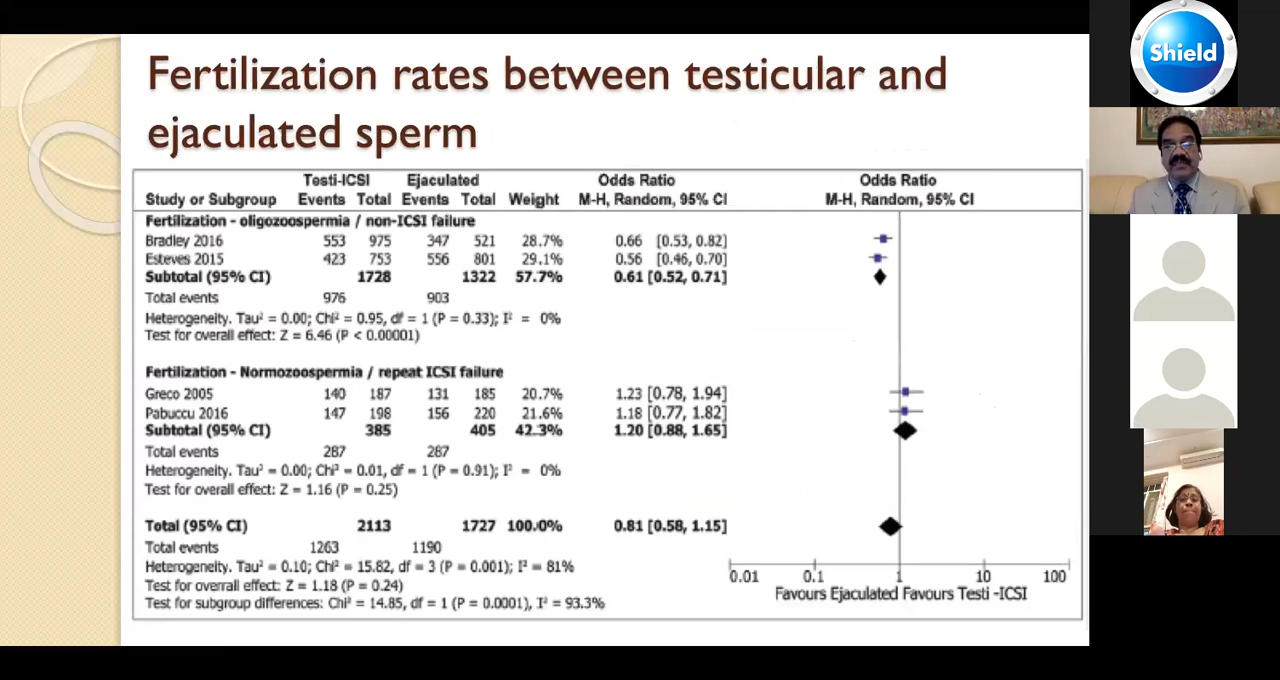 Fertilization rates between testicular and
ejaculated sperm
Shield
Testi-ICSI Ejaculated Odds Ratio Odds Ratio
Study or Subgroup Events Total Events Total Weight M-H, Random, 95% CI M-H, Random, 95% CI
Fertilization - oligozoospermia / non-ICSI failure
Bradley 2016 553 975 347 521 28.7% 0.66 [0.53, 0.82]
Esteves 2015 423 753 556 801 29.1% 0.56 [0.46, 0.70]
Subtotal (95% CI) 1728 1322 57.7% 0.61 [0.52, 0.71]
Total events 976 903
Heterogeneity. Tau² = 0.00; Chi² = 0.95, df = 1 (P = 0.33); I² = 0%
Test for overall effect: Z = 6.46 (P < 0.00001)
Fertilization - Normozoospermia / repeat ICSI failure
Greco 2005 140 187 131 185 20.7% 1.23 [0.78, 1.94]
Pabuccu 2016 147 198 156 220 21.6% 1.18 [0.77, 1.82]
Subtotal (95% CI) 385 405 42.3% 1.20 [0.88, 1.65]
Total events 287 287
Heterogeneity. Tau² = 0.00; Chi² = 0.01, df = 1 (P = 0.91); I² = 0%
Test for overall effect: Z = 1.16 (P = 0.25)
Total (95% CI) 2113 1727 100.0% 0.81 [0.58, 1.15]
Total events 1263 1190
Heterogeneity. Tau² = 0.10; Chi² = 15.82, df = 3 (P = 0.001); I² = 81%
Test for overrall effect: Z = 1.18 (P = 0.24)
Test for subgroup differences: Chi² = 14.85, df = 1 (P = 0.0001), I² = 93.3%
0.01 0.1 1 10 100
Favours Ejaculated Favours Testi -ICSI